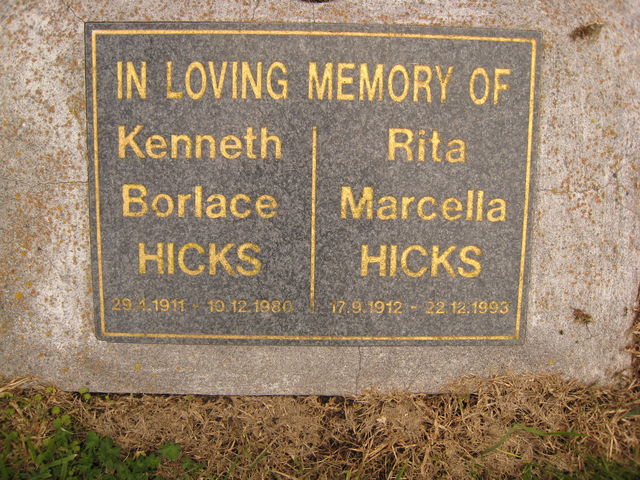 IN LOVING MEMORY OF
Kenneth
Borlace
HICKS
29.4.1911 - 10.12.1980
Rita
Marcella
HICKS
17.9.1912 - 22.12.1993